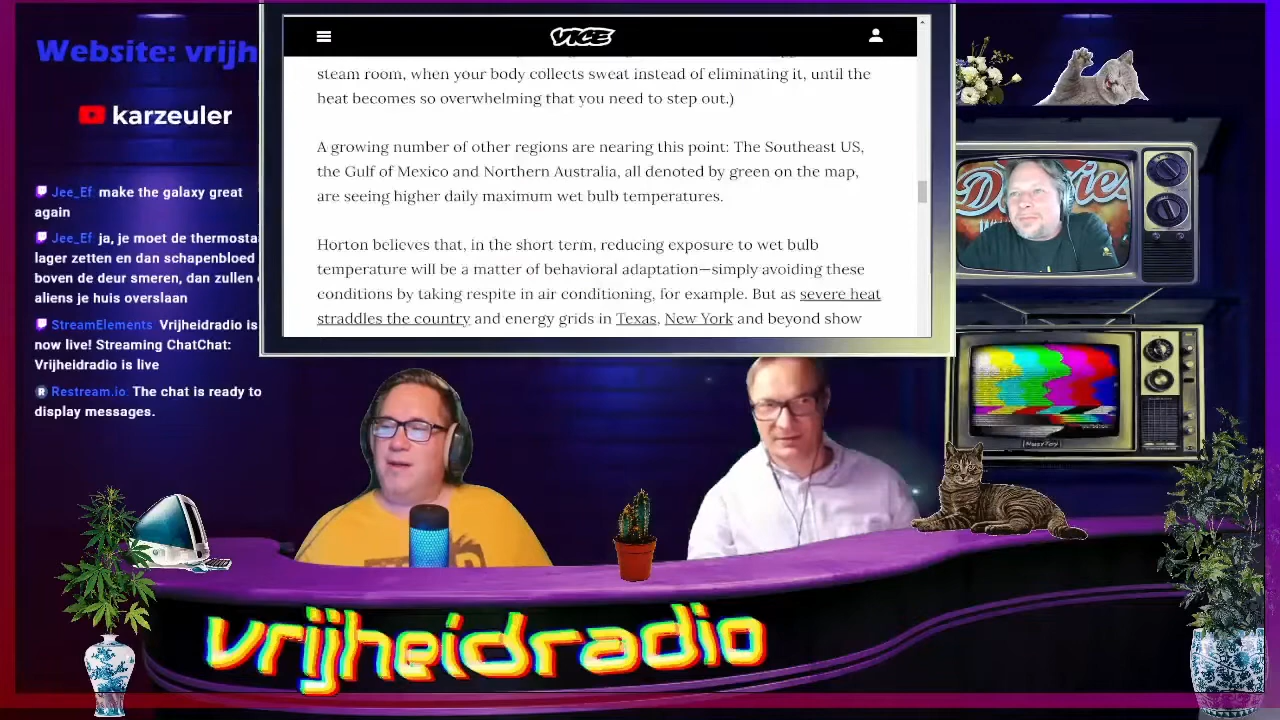 Website: vrijh
karzeuler
Jee_Ef: make the galaxy great
again
Jee_Ef: ja, je moet de thermosta
lager zetten en dan schapenbloed
boven de deur smeren, dan zullen
aliens je huis overslaan
StreamElements: Vrijheidradio is
now live! Streaming ChatChat:
Vrijheidradio is live
Restream.io: The chat is ready to
display messages.
VICE
steam room, when your body collects sweat instead of eliminating it, until the
heat becomes so overwhelming that you need to step out.)
A growing number of other regions are nearing this point: The Southeast US,
the Gulf of Mexico and Northern Australia, all denoted by green on the map,
are seeing higher daily maximum wet bulb temperatures.
Horton believes that, in the short term, reducing exposure to wet bulb
temperature will be a matter of behavioral adaptation—simply avoiding these
conditions by taking respite in air conditioning, for example. But as severe heat
straddles the country and energy grids in Texas, New York and beyond show
vrijheidradio